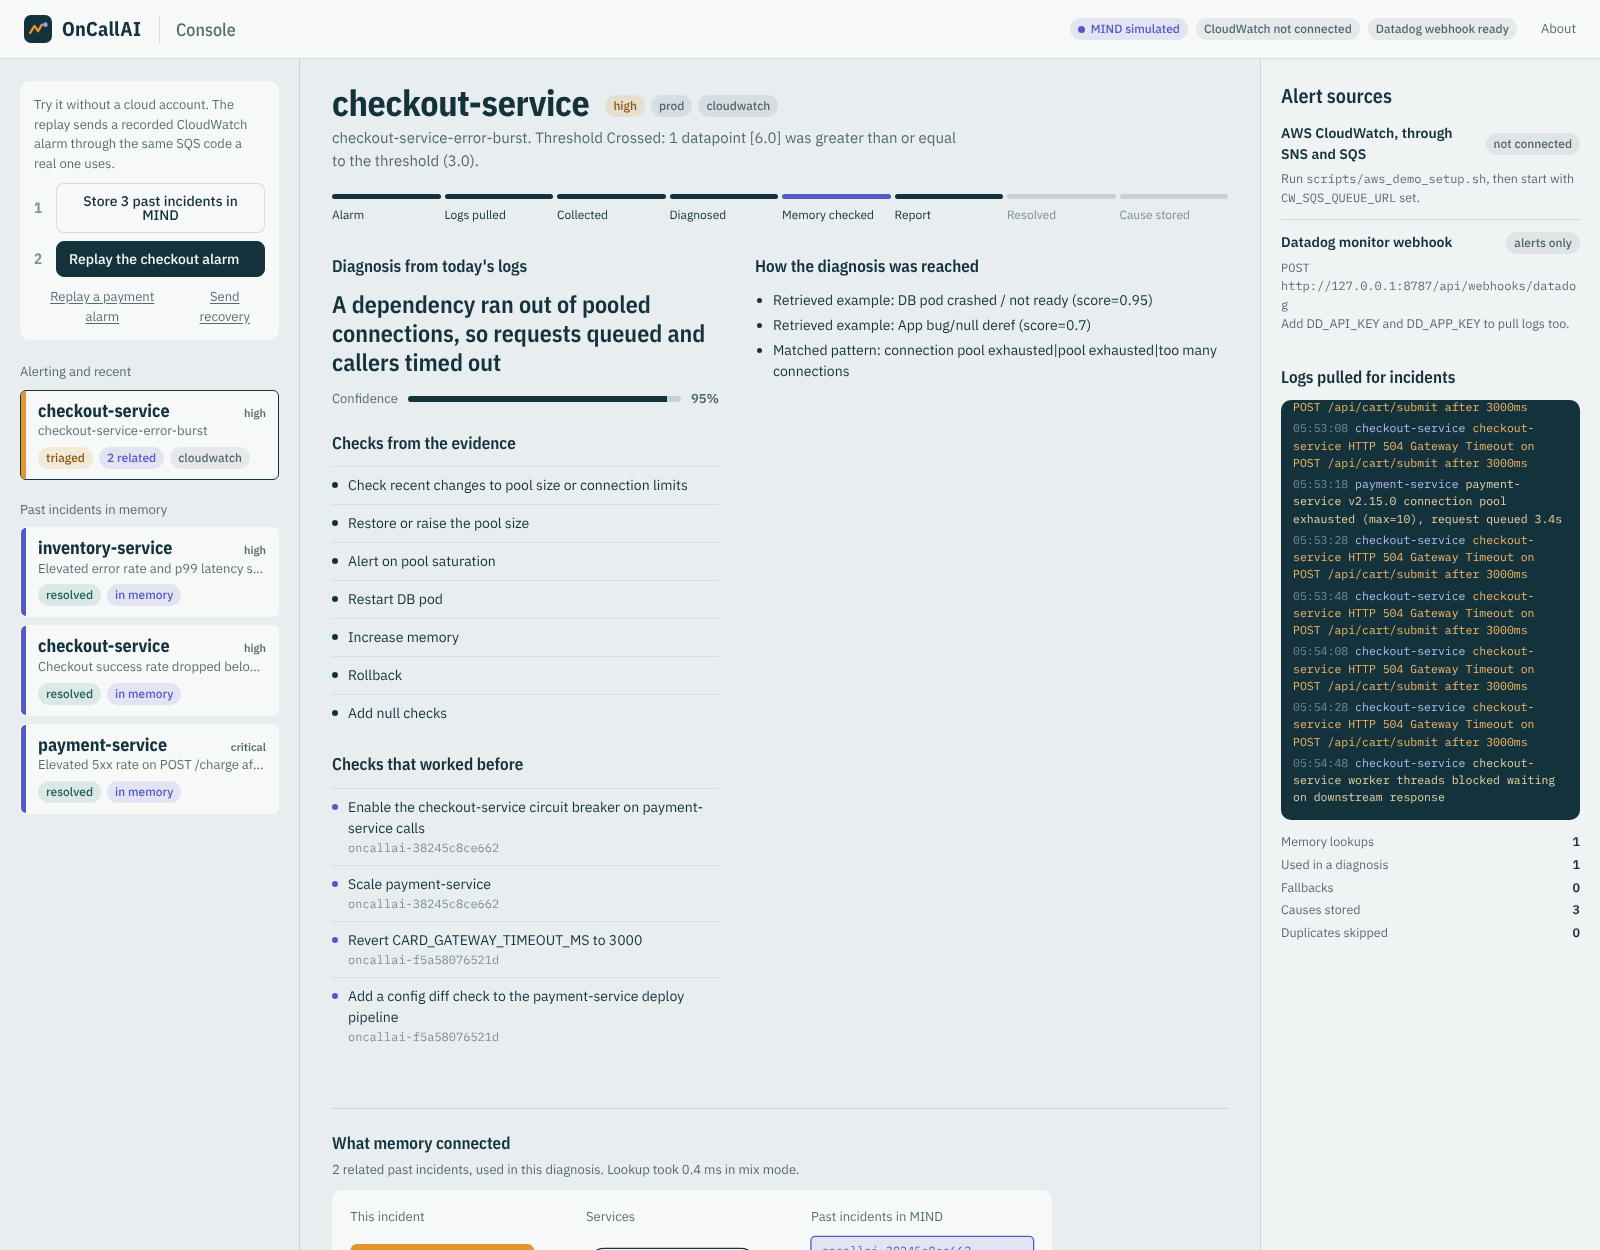 OnCallAI
Console
MIND simulated
CloudWatch not connected
Datadog webhook ready
About
Try it without a cloud account. The
replay sends a recorded CloudWatch
alarm through the same SQS code a
real one uses.
1
Store 3 past incidents in
MIND
2
Replay the checkout alarm
Replay a payment
alarm
Send
recovery
Alerting and recent
checkout-service
high
checkout-service-error-burst
triaged
2 related
cloudwatch
Past incidents in memory
inventory-service
high
Elevated error rate and p99 latency s...
resolved
in memory
checkout-service
high
Checkout success rate dropped belo...
resolved
in memory
payment-service
critical
Elevated 5xx rate on POST /charge af...
resolved
in memory
checkout-service
high
prod
cloudwatch
checkout-service-error-burst. Threshold Crossed: 1 datapoint [6.0] was greater than or equal
to the threshold (3.0).
Alarm
Logs pulled
Collected
Diagnosed
Memory checked
Report
Resolved
Cause stored
Diagnosis from today's logs
A dependency ran out of pooled
connections, so requests queued and
callers timed out
Confidence
95%
Checks from the evidence
Check recent changes to pool size or connection limits
Restore or raise the pool size
Alert on pool saturation
Restart DB pod
Increase memory
Rollback
Add null checks
Checks that worked before
Enable the checkout-service circuit breaker on payment-
service calls
oncallai-38245c8ce662
Scale payment-service
oncallai-38245c8ce662
Revert CARD_GATEWAY_TIMEOUT_MS to 3000
oncallai-f5a58076521d
Add a config diff check to the payment-service deploy
pipeline
oncallai-f5a58076521d
How the diagnosis was reached
Retrieved example: DB pod crashed / not ready (score=0.95)
Retrieved example: App bug/null deref (score=0.7)
Matched pattern: connection pool exhausted|pool exhausted|too many
connections
What memory connected
2 related past incidents, used in this diagnosis. Lookup took 0.4 ms in mix mode.
This incident
Services
Past incidents in MIND
oncallai-38245c8ce662
Alert sources
AWS CloudWatch, through
SNS and SQS
not connected
Run scripts/aws_demo_setup.sh, then start with
CW_SQS_QUEUE_URL set.
Datadog monitor webhook
alerts only
POST
http://127.0.0.1:8787/api/webhooks/datado
g
Add DD_API_KEY and DD_APP_KEY to pull logs too.
Logs pulled for incidents
POST /api/cart/submit after 3000ms
05:53:08 checkout-service checkout-
service HTTP 504 Gateway Timeout on
POST /api/cart/submit after 3000ms
05:53:18 payment-service payment-
service v2.15.0 connection pool
exhausted (max=10), request queued 3.4s
05:53:28 checkout-service checkout-
service HTTP 504 Gateway Timeout on
POST /api/cart/submit after 3000ms
05:53:48 checkout-service checkout-
service HTTP 504 Gateway Timeout on
POST /api/cart/submit after 3000ms
05:54:08 checkout-service checkout-
service HTTP 504 Gateway Timeout on
POST /api/cart/submit after 3000ms
05:54:28 checkout-service checkout-
service HTTP 504 Gateway Timeout on
POST /api/cart/submit after 3000ms
05:54:48 checkout-service checkout-
service worker threads blocked waiting
on downstream response
Memory lookups
1
Used in a diagnosis
1
Fallbacks
0
Causes stored
3
Duplicates skipped
0